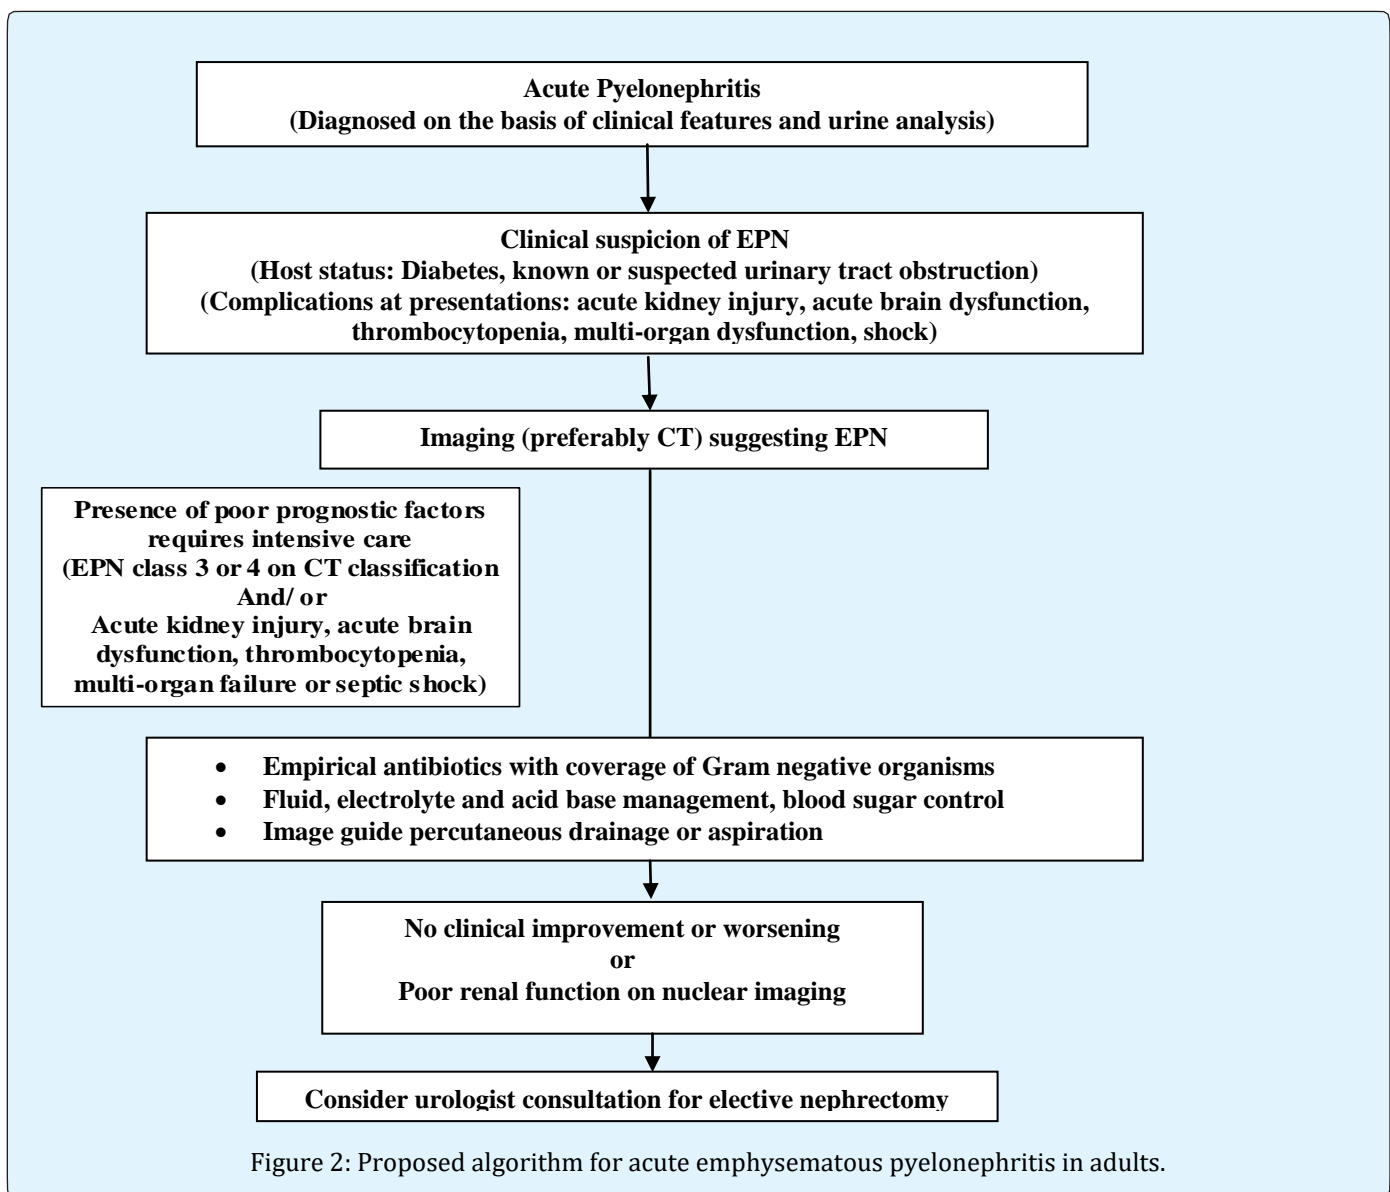 Acute Pyelonephritis
(Diagnosed on the basis of clinical features and urine analysis)
Clinical suspicion of EPN
(Host status: Diabetes, known or suspected urinary tract obstruction)
(Complications at presentations: acute kidney injury, acute brain dysfunction,
thrombocytopenia, multi-organ dysfunction, shock)
Imaging (preferably CT) suggesting EPN
Presence of poor prognostic factors
requires intensive care
(EPN class 3 or 4 on CT classification
And/ or
Acute kidney injury, acute brain
dysfunction, thrombocytopenia,
multi-organ failure or septic shock)
• Empirical antibiotics with coverage of Gram negative organisms
• Fluid, electrolyte and acid base management, blood sugar control
• Image guide percutaneous drainage or aspiration
No clinical improvement or worsening
or
Poor renal function on nuclear imaging
Consider urologist consultation for elective nephrectomy
Figure 2: Proposed algorithm for acute emphysematous pyelonephritis in adults.